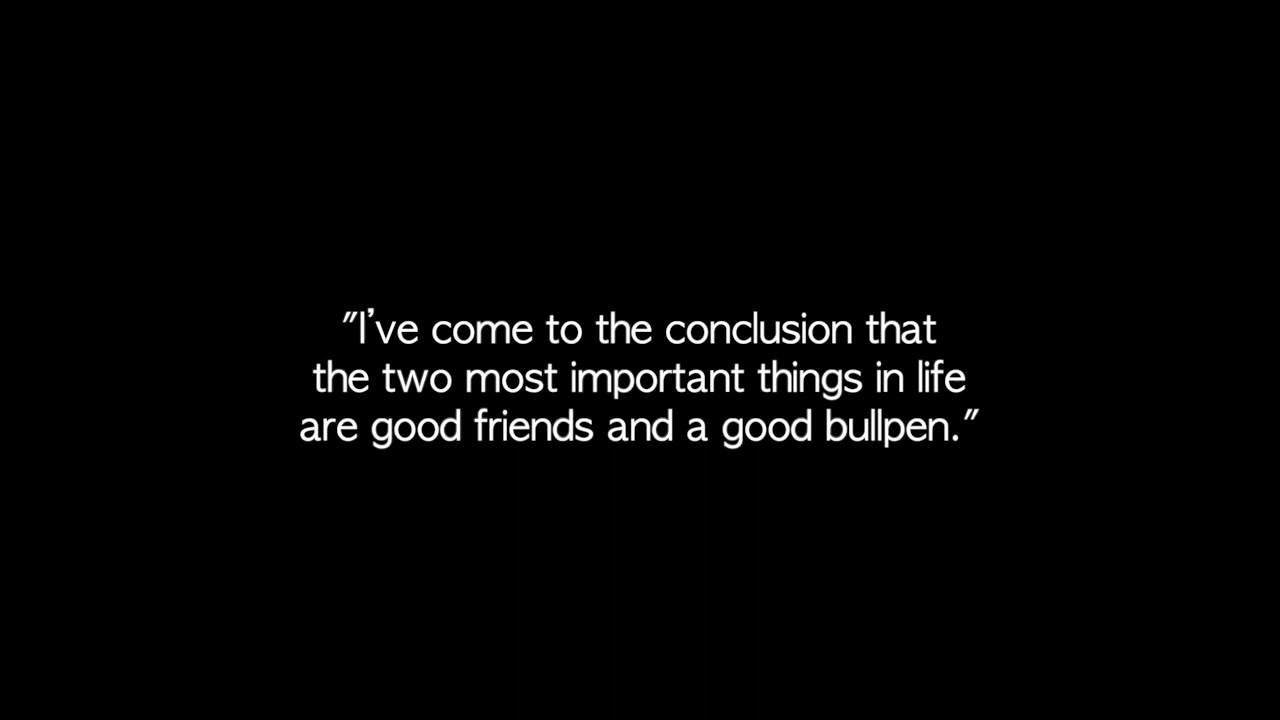 "I’ve come to the conclusion that
the two most important things in life
are good friends and a good bullpen."